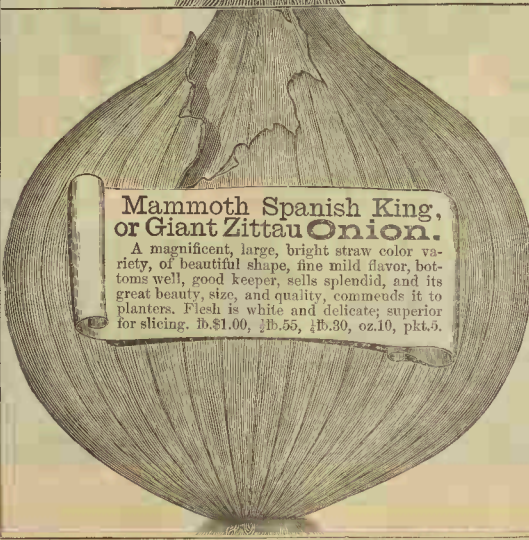 Mammoth Spanish King,
or Giant Zittau Onion.
A magnificent, large, bright straw color va-
riety, of beautiful shape, fine mild flavor, bot-
toms well, good keeper, sells splendid, and its
great beauty, size, and quality, commends it to
planters. Flesh is white and delicate; superior
for slicing. lb.$1.00, ½lb.55, ¼lb.30, oz.10, pkt.5.